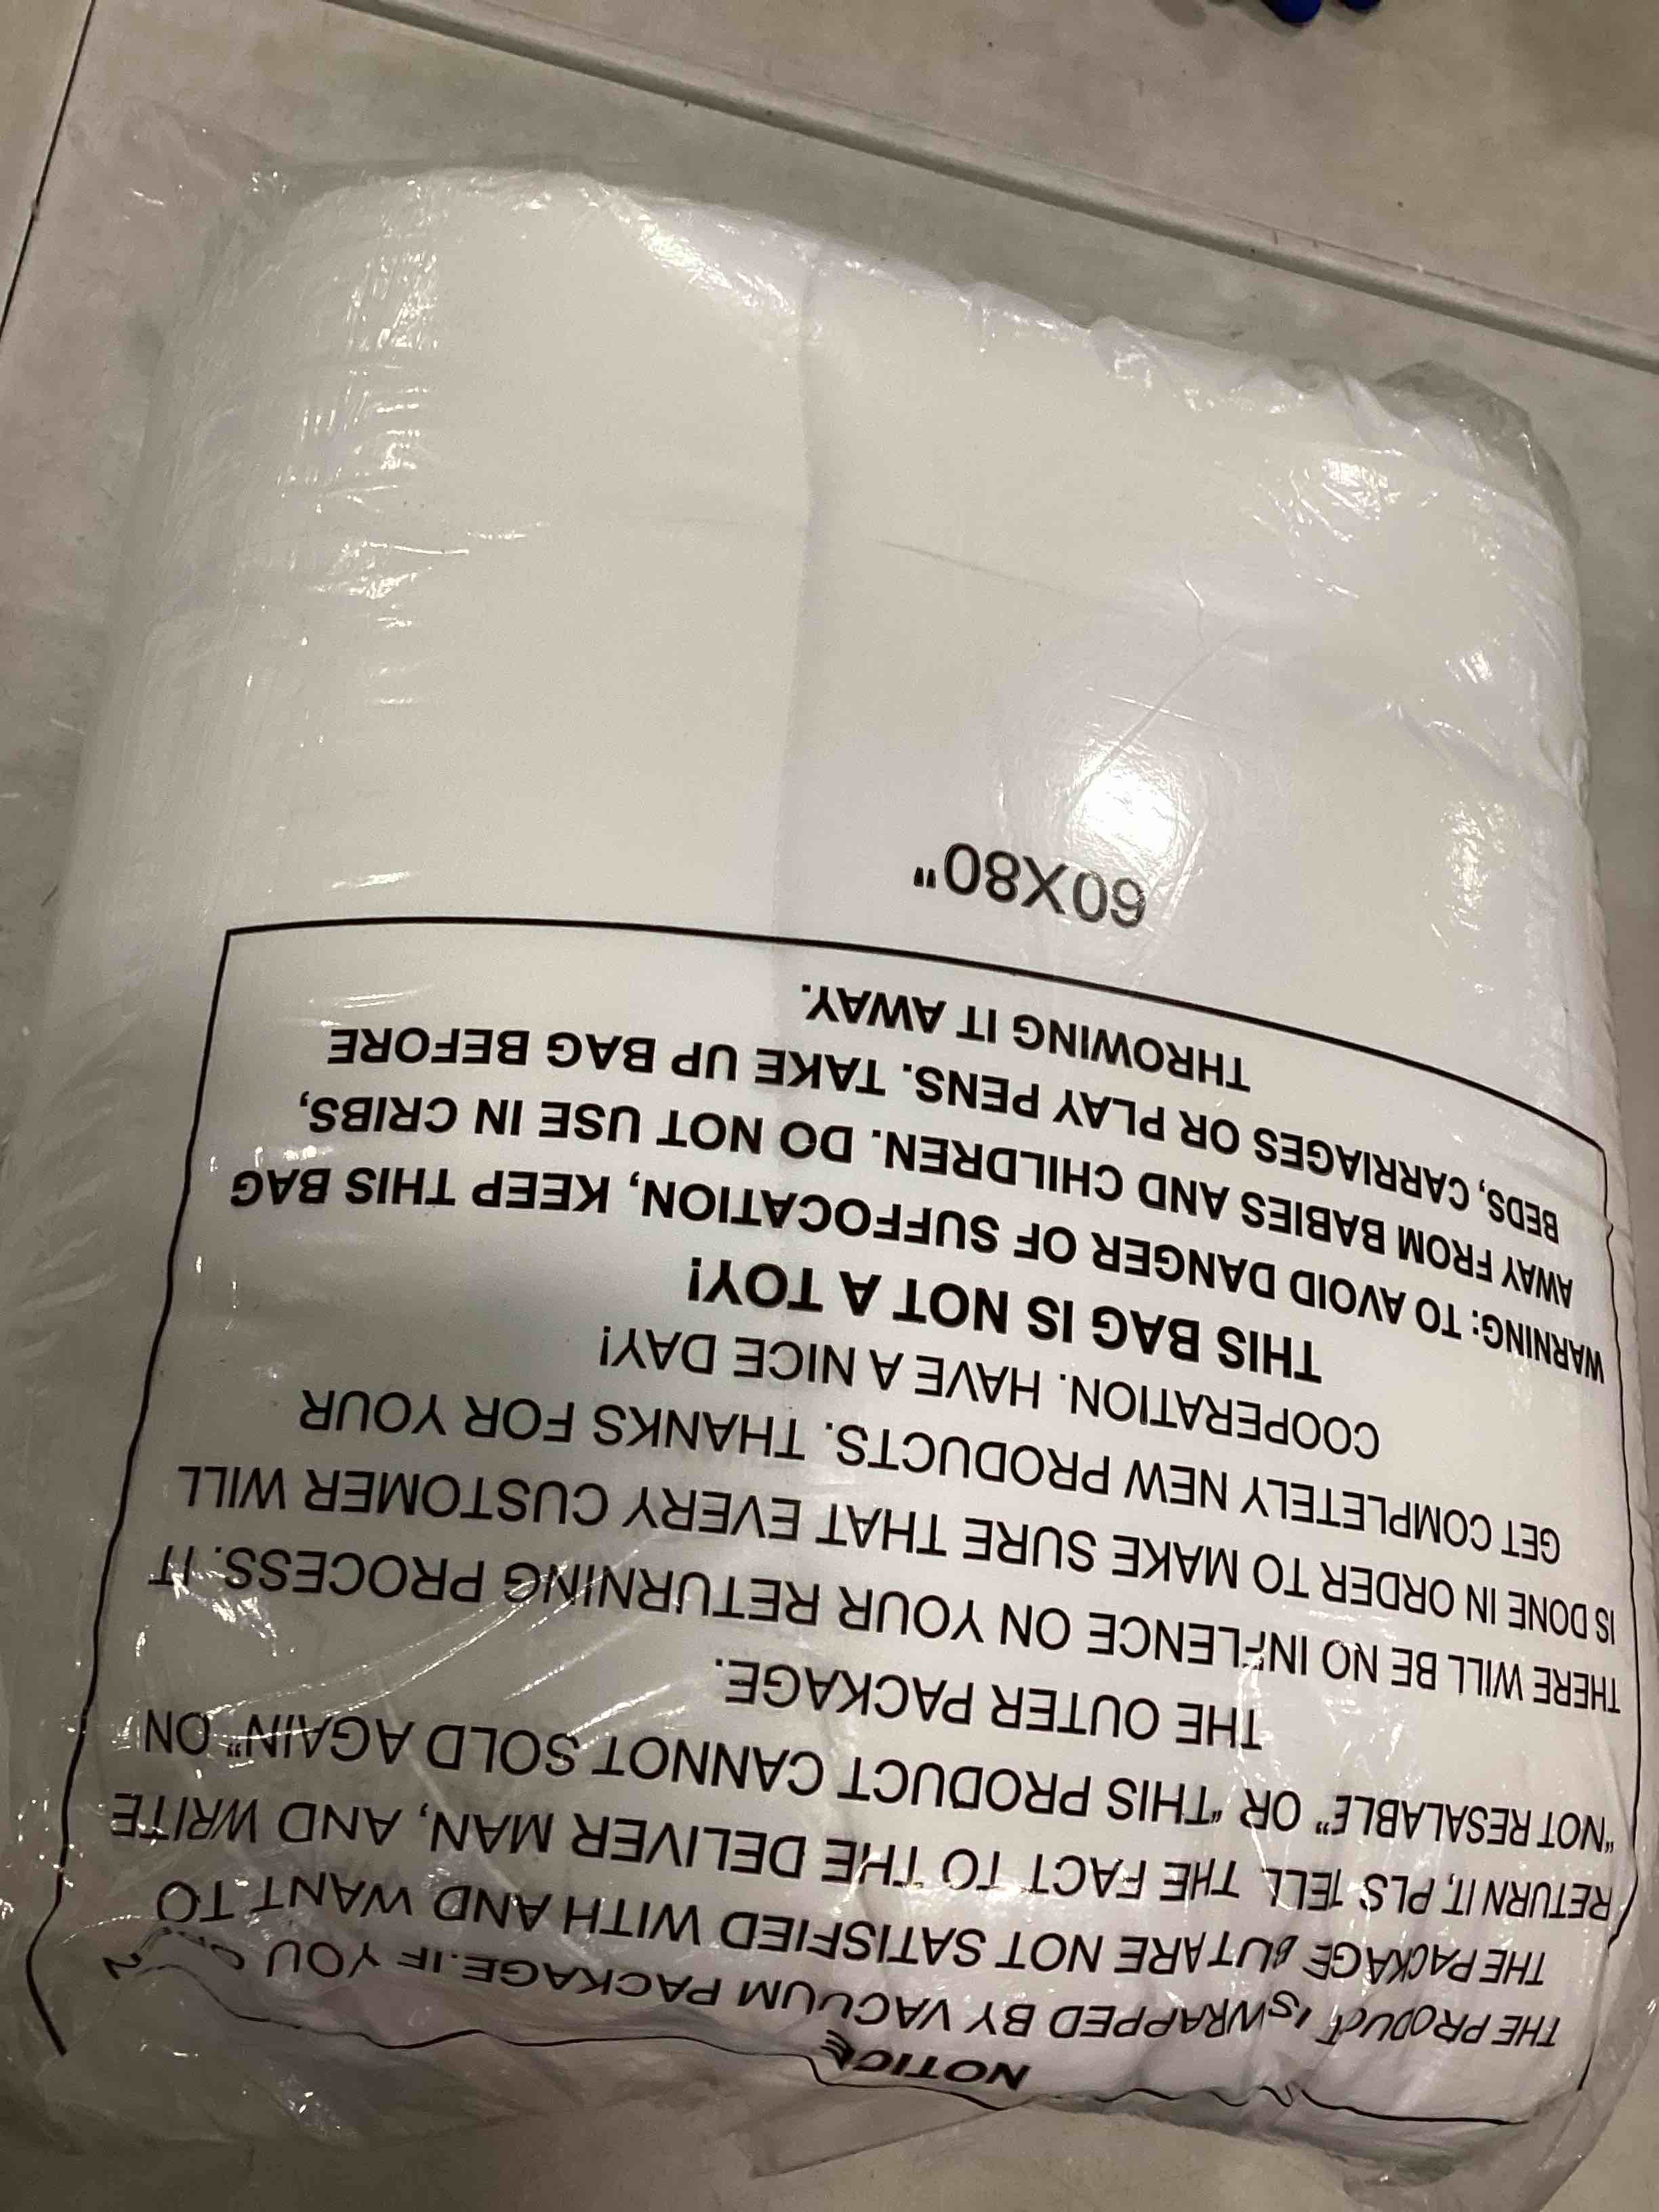 NOTICE
THE PRODUCT IS WRAPPED BY VACUUM PACKAGE.IF YOU
THE PACKAGE BUT ARE NOT SATISFIED WITH AND WANT TO
RETURN IT, PLS TELL THE FACT TO THE DELIVER MAN, AND WRITE
"NOT RESALABLE" OR "THIS PRODUCT CANNOT SOLD AGAIN" ON
THE OUTER PACKAGE.
THERE WILL BE NO INFLENCE ON YOUR RETURNING PROCESS. IT
IS DONE IN ORDER TO MAKE SURE THAT EVERY CUSTOMER WILL
GET COMPLETELY NEW PRODUCTS. THANKS FOR YOUR
COOPERATION. HAVE A NICE DAY!
THIS BAG IS NOT A TOY!
WARNING: TO AVOID DANGER OF SUFFOCATION, KEEP THIS BAG
AWAY FROM BABIES AND CHILDREN. DO NOT USE IN CRIBS,
BEDS, CARRIAGES OR PLAY PENS. TAKE UP BAG BEFORE
THROWING IT AWAY.
60X80"